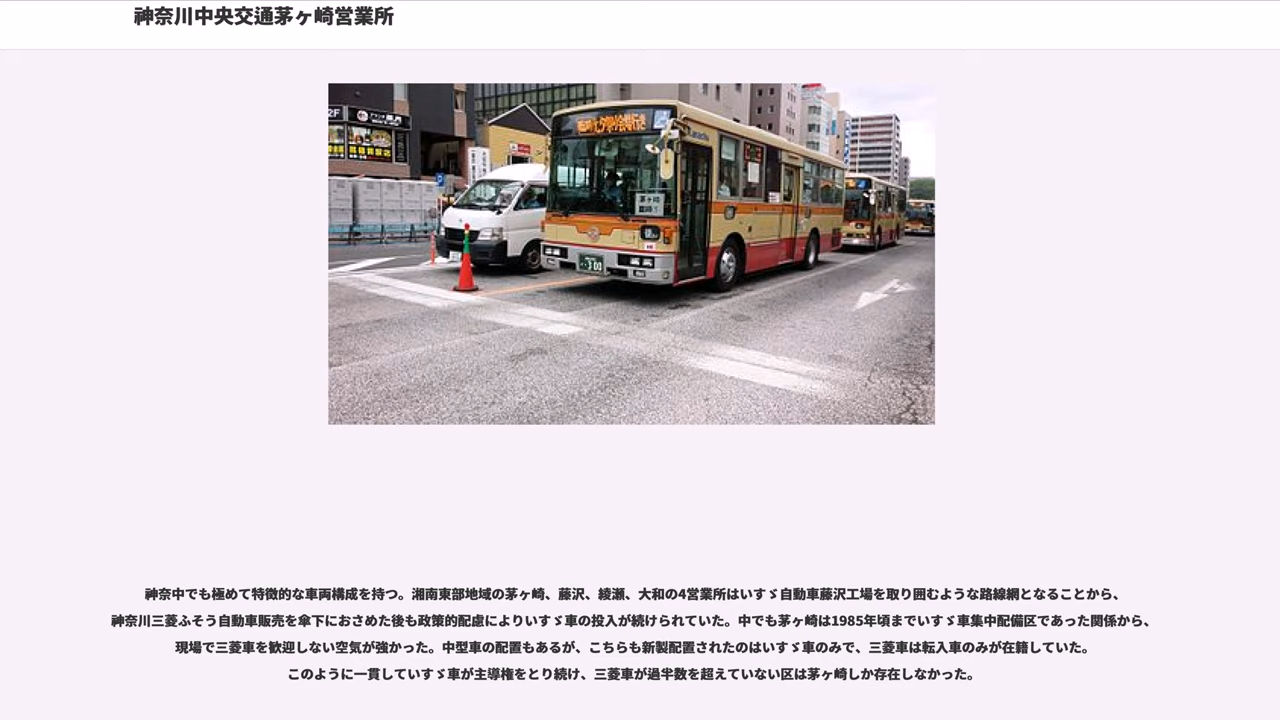 神奈川中央交通茅ヶ崎営業所
茅ヶ崎
・300
神奈中でも極めて特徴的な車両構成を持つ。湘南東部地域の茅ヶ崎、藤沢、綾瀬、大和の4営業所はいすゞ自動車藤沢工場を取り囲むような路線網となることから、
神奈川三菱ふそう自動車販売を傘下におさめた後も政策的配慮によりいすゞ車の投入が続けられていた。中でも茅ヶ崎は1985年頃までいすゞ車集中配備区であった関係から、
現場で三菱車を歓迎しない空気が強かった。中型車の配置もあるが、こちらも新製配置されたのはいすゞ車のみで、三菱車は転入車のみが在籍していた。
このように一貫していすゞ車が主導権をとり続け、三菱車が過半数を超えていない区は茅ヶ崎しか存在しなかった。